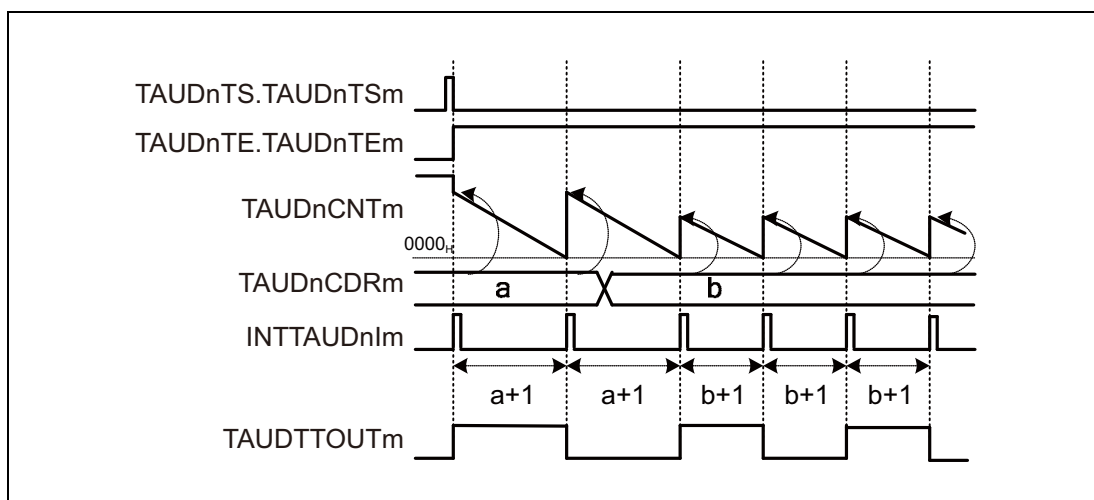 TAUDnTS.TAUDnTSm
TAUDnTE.TAUDnTEm
TAUDnCNTm
0000H
TAUDnCDRm
a
b
INTTAUDnIm
a+1
a+1
b+1
b+1
b+1
TAUDTTOUTm